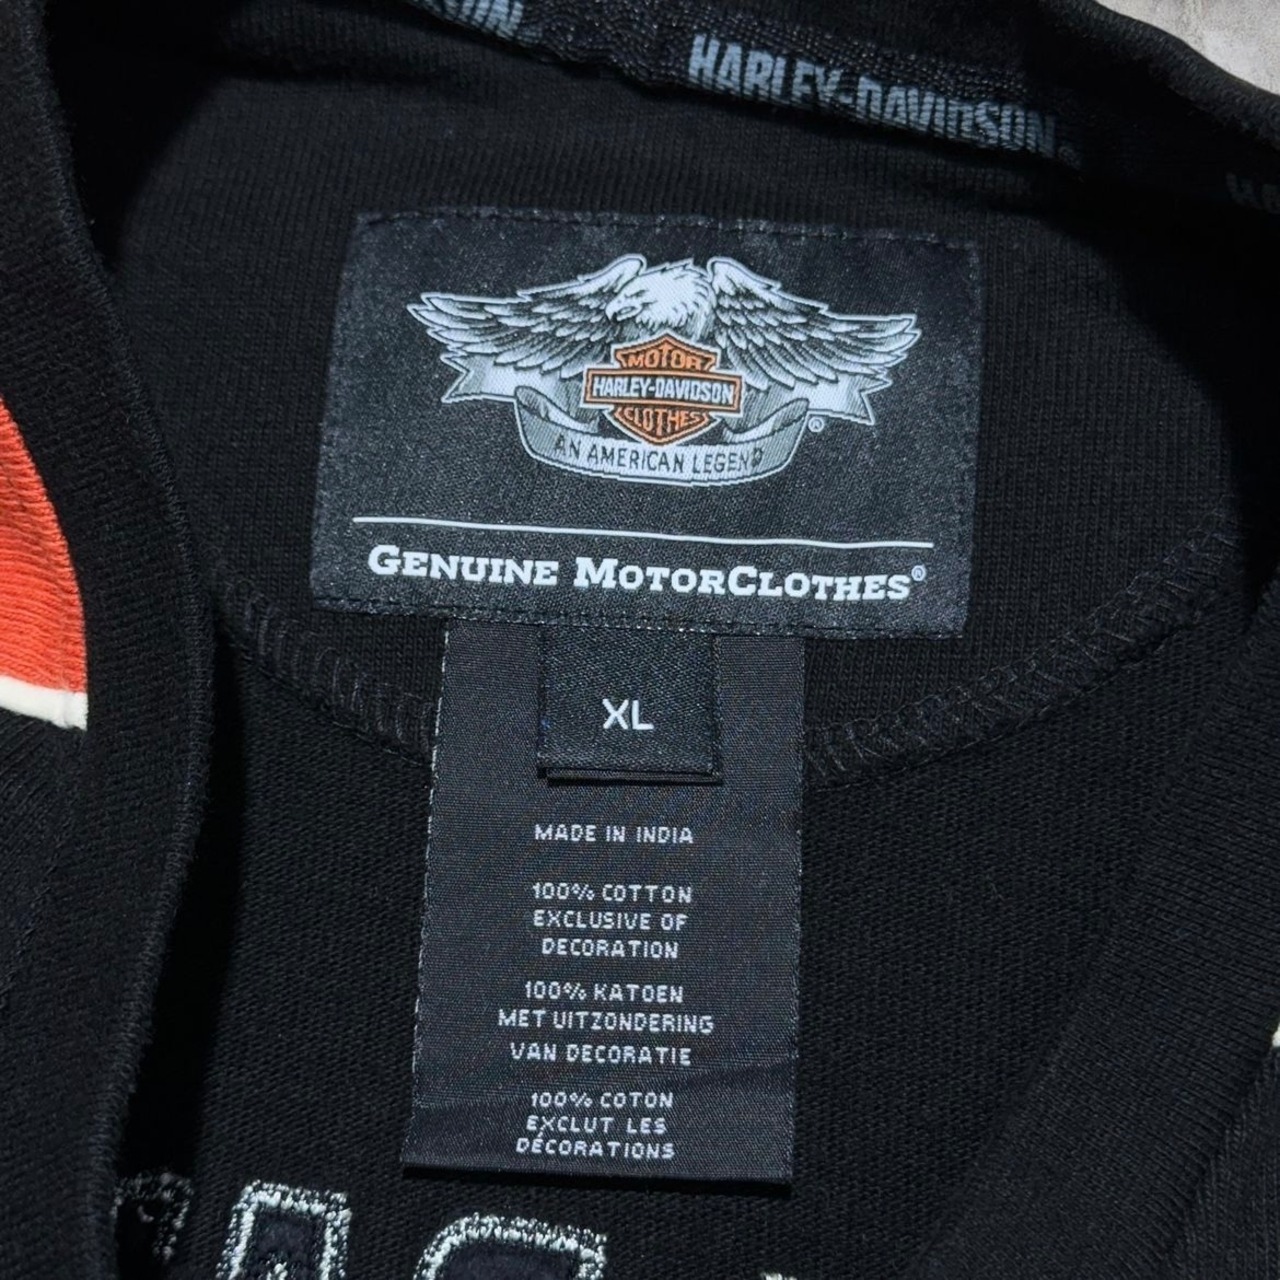 HARLEY-DAVIDSON
MOTOR
HARLEY-DAVIDSON
CLOTHES
®
AN AMERICAN LEGEND
GENUINE MOTORCLOTHES®
XL
MADE IN INDIA
100% COTTON
EXCLUSIVE OF
DECORATION
100% KATOEN
MET UITZONDERING
VAN DECORATIE
100% COTON
EXCLUT LES
DÉCORATIONS